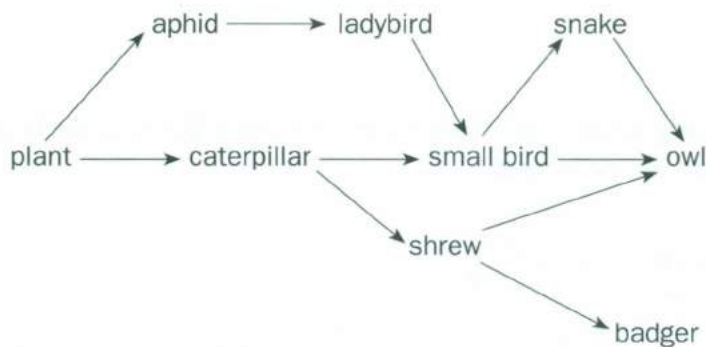 aphid ladybird snake
plant caterpillar small bird owl
shrew
badger